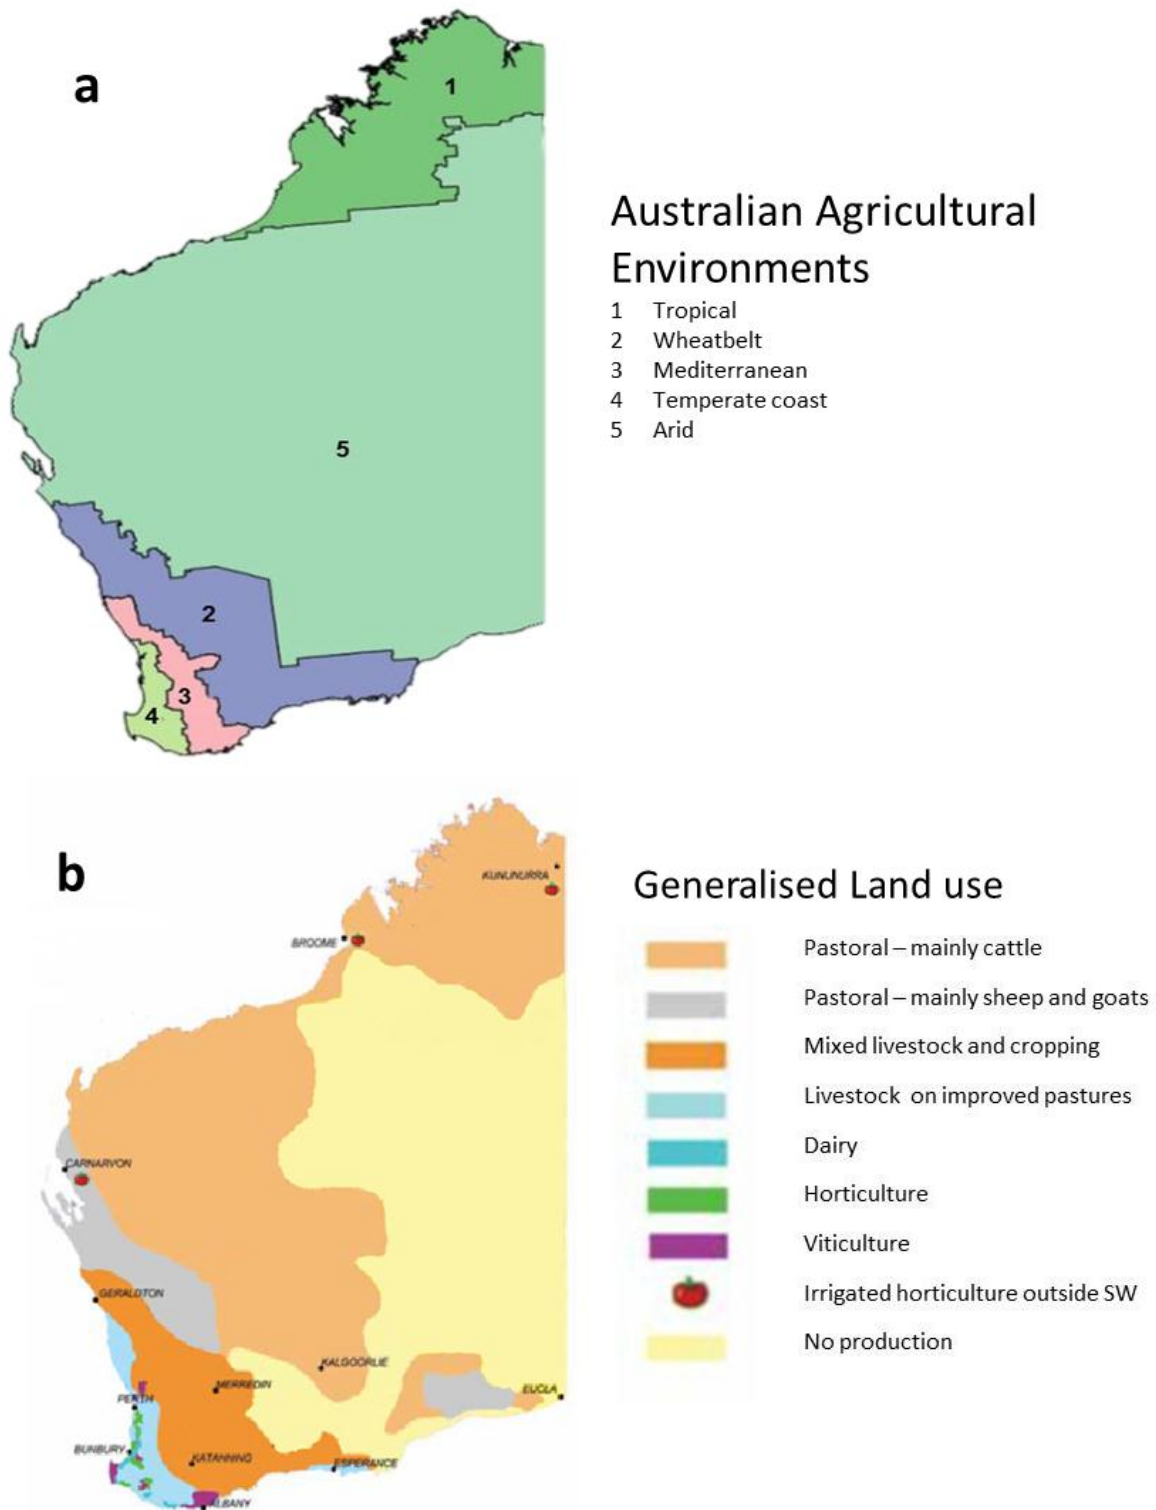 a
1
5
2
3
4
Australian Agricultural
Environments
1 Tropical
2 Wheatbelt
3 Mediterranean
4 Temperate coast
5 Arid
b
KUNUNURRA
BROOME
CARNARVON
GERALDTON
KALGOORLIE
MERREDIN
EUCLA
PERTH
BUNBURY
KATANNING
ESPERANCE
ALBANY
Generalised Land use
Pastoral – mainly cattle
Pastoral – mainly sheep and goats
Mixed livestock and cropping
Livestock on improved pastures
Dairy
Horticulture
Viticulture
Irrigated horticulture outside SW
No production